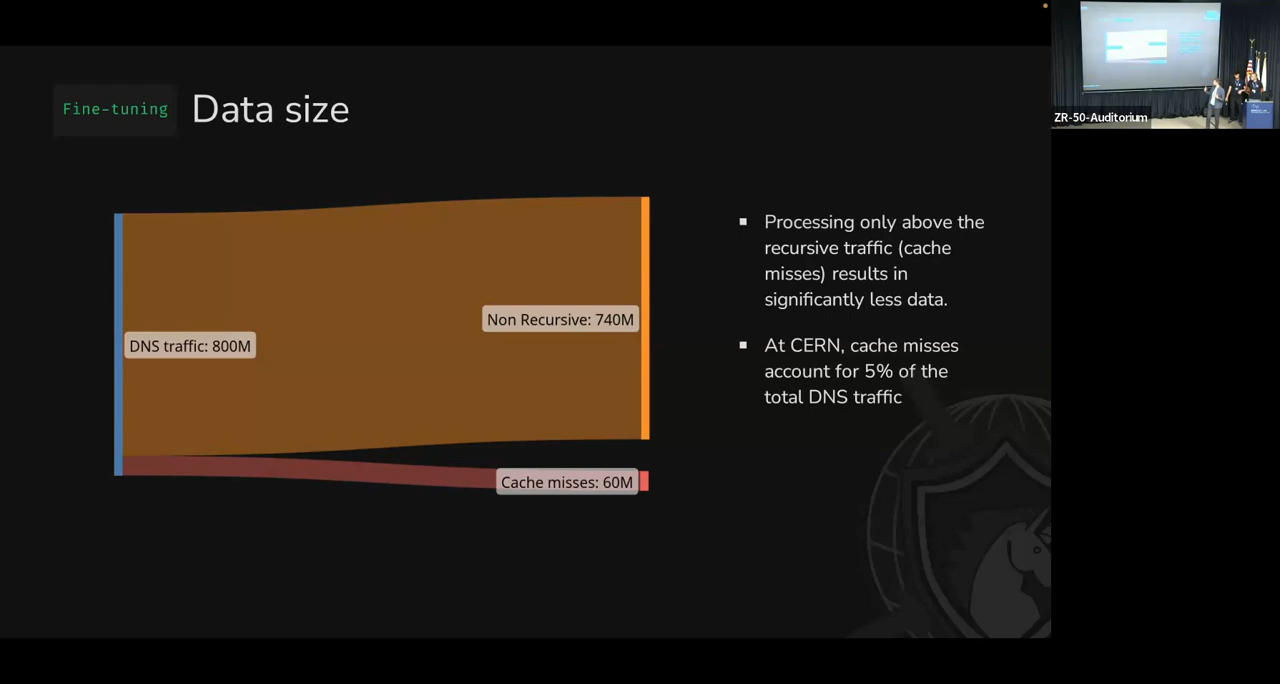 Fine-tuning Data size
DNS traffic: 800M
Non Recursive: 740M
Cache misses: 60M
Processing only above the
recursive traffic (cache
misses) results in
significantly less data.
At CERN, cache misses
account for 5% of the
total DNS traffic
ZR-50-Auditorium